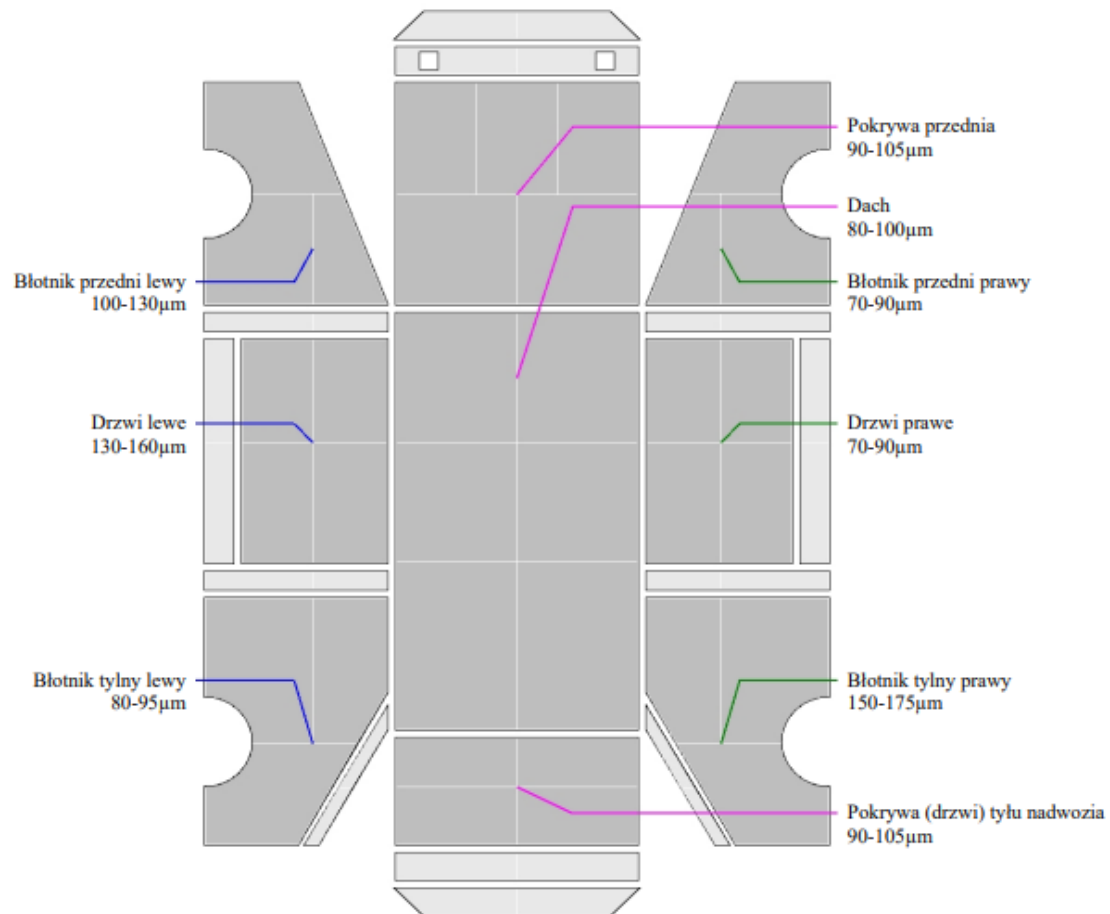 Pokrywa przednia
90-105µm
Dach
80-100µm
Błotnik przedni lewy
100-130µm
Błotnik przedni prawy
70-90µm
Drzwi lewe
130-160µm
Drzwi prawe
70-90µm
Błotnik tylny lewy
80-95µm
Błotnik tylny prawy
150-175µm
Pokrywa (drzwi) tyłu nadwozia
90-105µm